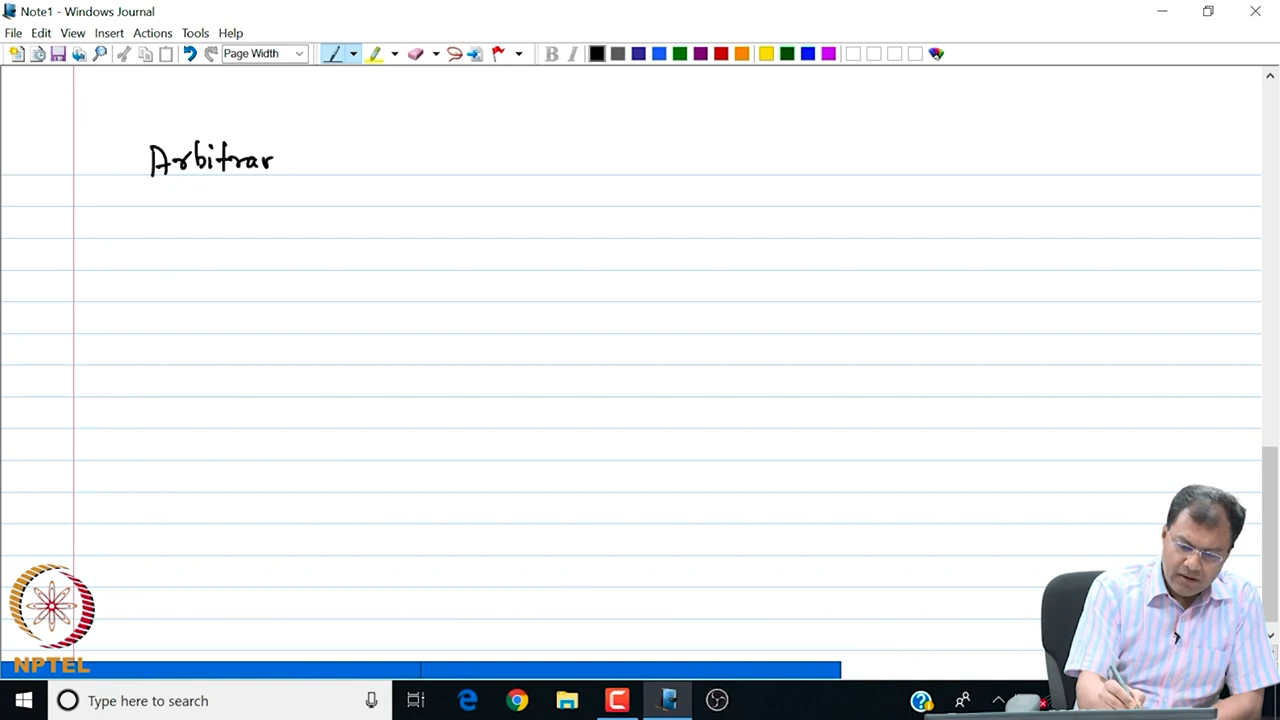 Note1 - Windows Journal
File Edit View Insert Actions Tools Help
Page Width
B I
Arbitrar
NPTEL
Type here to search